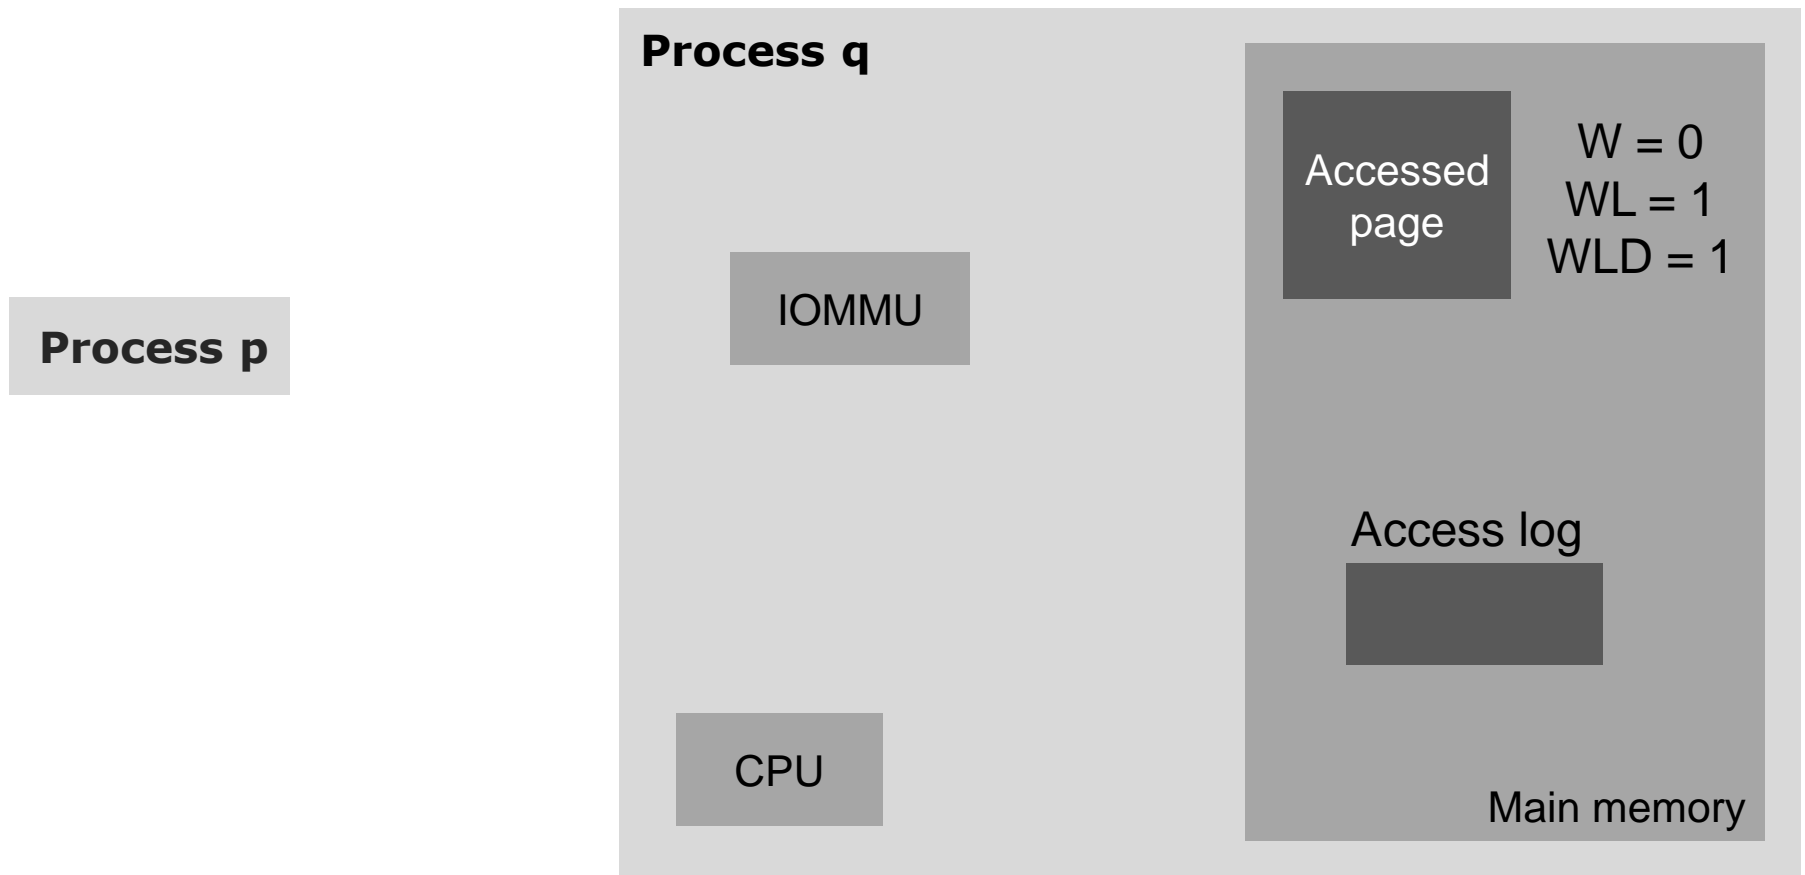 Process q
Accessed
page
W = 0
WL = 1
WLD = 1
IOMMU
Process p
Access log
CPU
Main memory